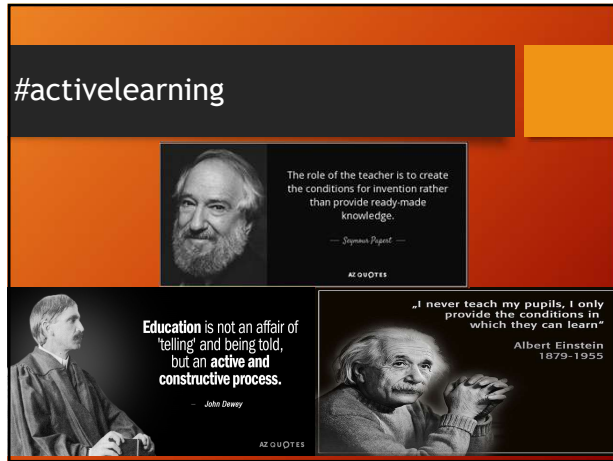 #activelearning
The role of the teacher is to create
the conditions for invention rather
than provide ready-made
knowledge.
— Seymour Papert —
AZ QUOTES
Education is not an affair of
'telling' and being told,
but an active and
constructive process.
— John Dewey
AZ QUOTES
„I never teach my pupils, I only
provide the conditions in
which they can learn“
Albert Einstein
1879-1955